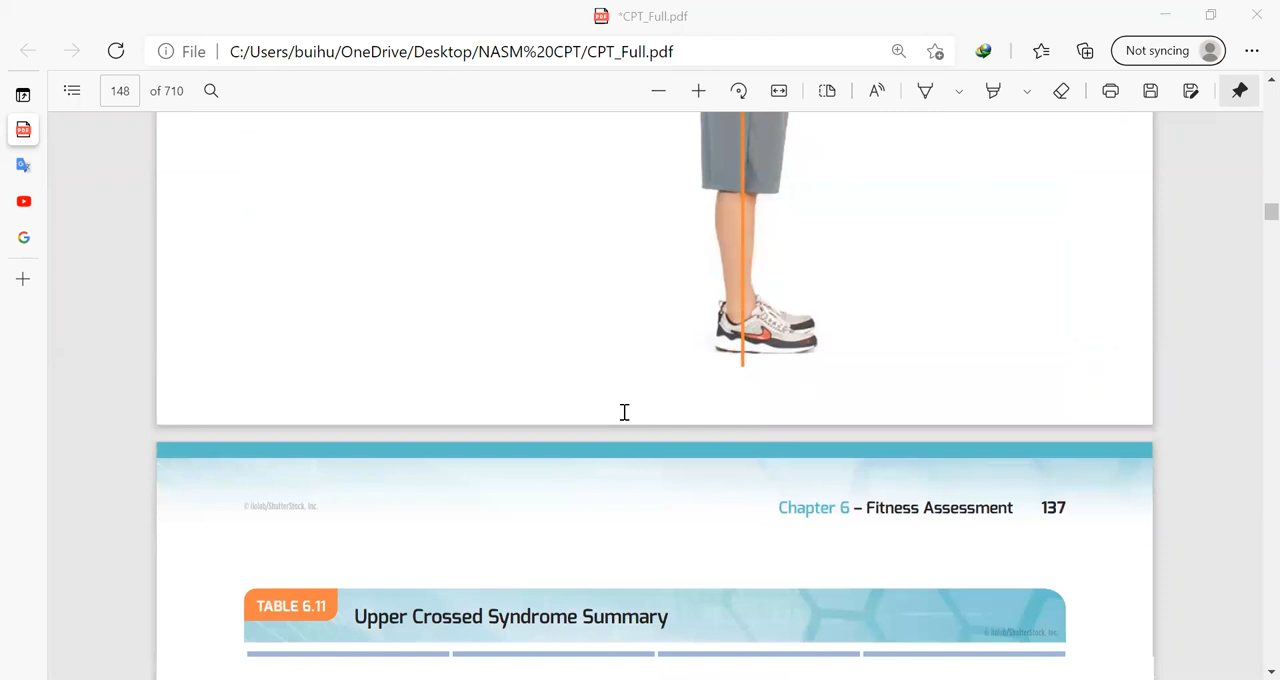 *CPT_Full.pdf
File | C:/Users/buihu/OneDrive/Desktop/NASM%20CPT/CPT_Full.pdf
Not syncing
148 of 710
Chapter 6 – Fitness Assessment 137
TABLE 6.11
Upper Crossed Syndrome Summary